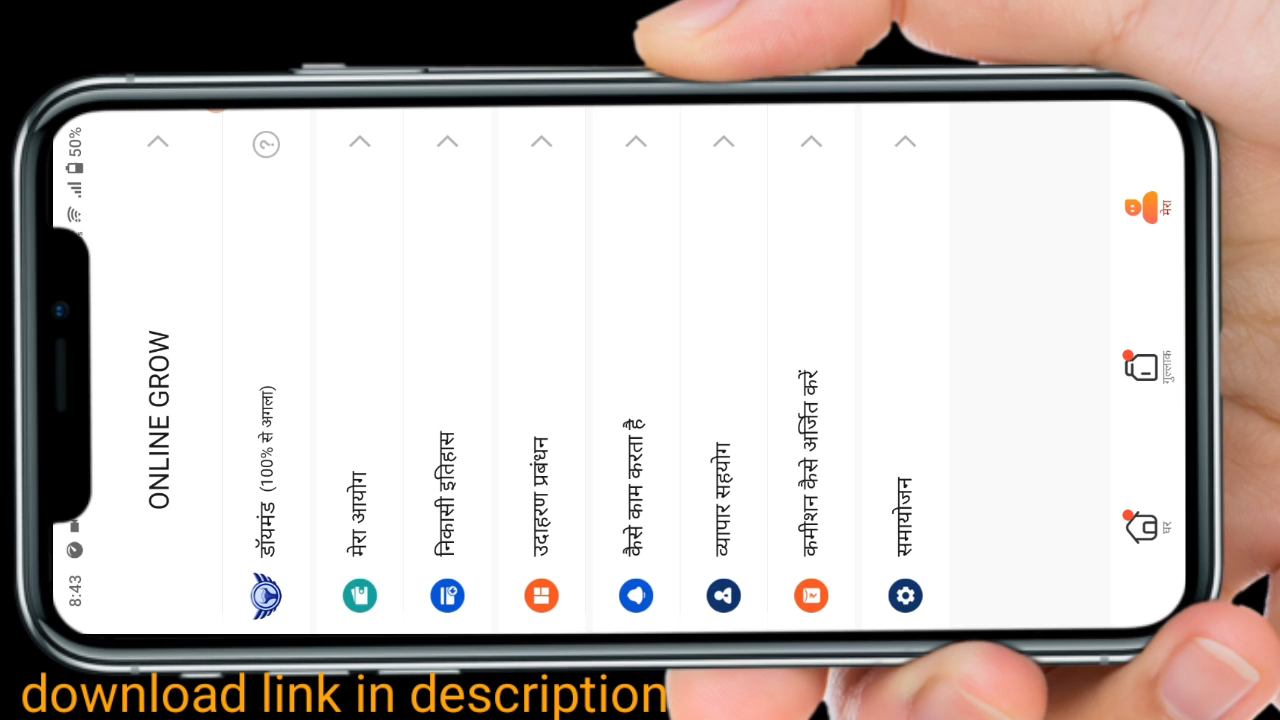 8:43
50%
ONLINE GROW
डॉयमंड (100% से अगला)
मेरा आयोग
निकासी इतिहास
उदाहरण प्रबंधन
कैसे काम करता है
व्यापार सहयोग
कमीशन कैसे अर्जित करें
समायोजन
घर
गुल्लाक
मेरा
download link in description